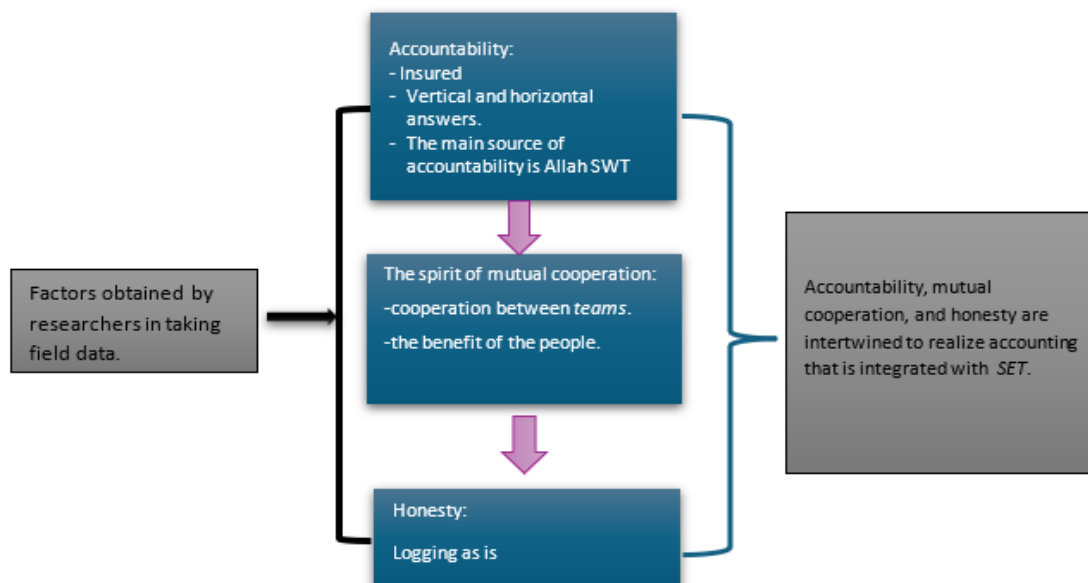 Accountability:
- Insured
- Vertical and horizontal
answers.
- The main source of
accountability is Allah SWT
Factors obtained by
researchers in taking
field data.
The spirit of mutual cooperation:
-cooperation between teams.
-the benefit of the people.
Accountability, mutual
cooperation, and honesty are
intertwined to realize accounting
that is integrated with SET.
Honesty:
Logging as is